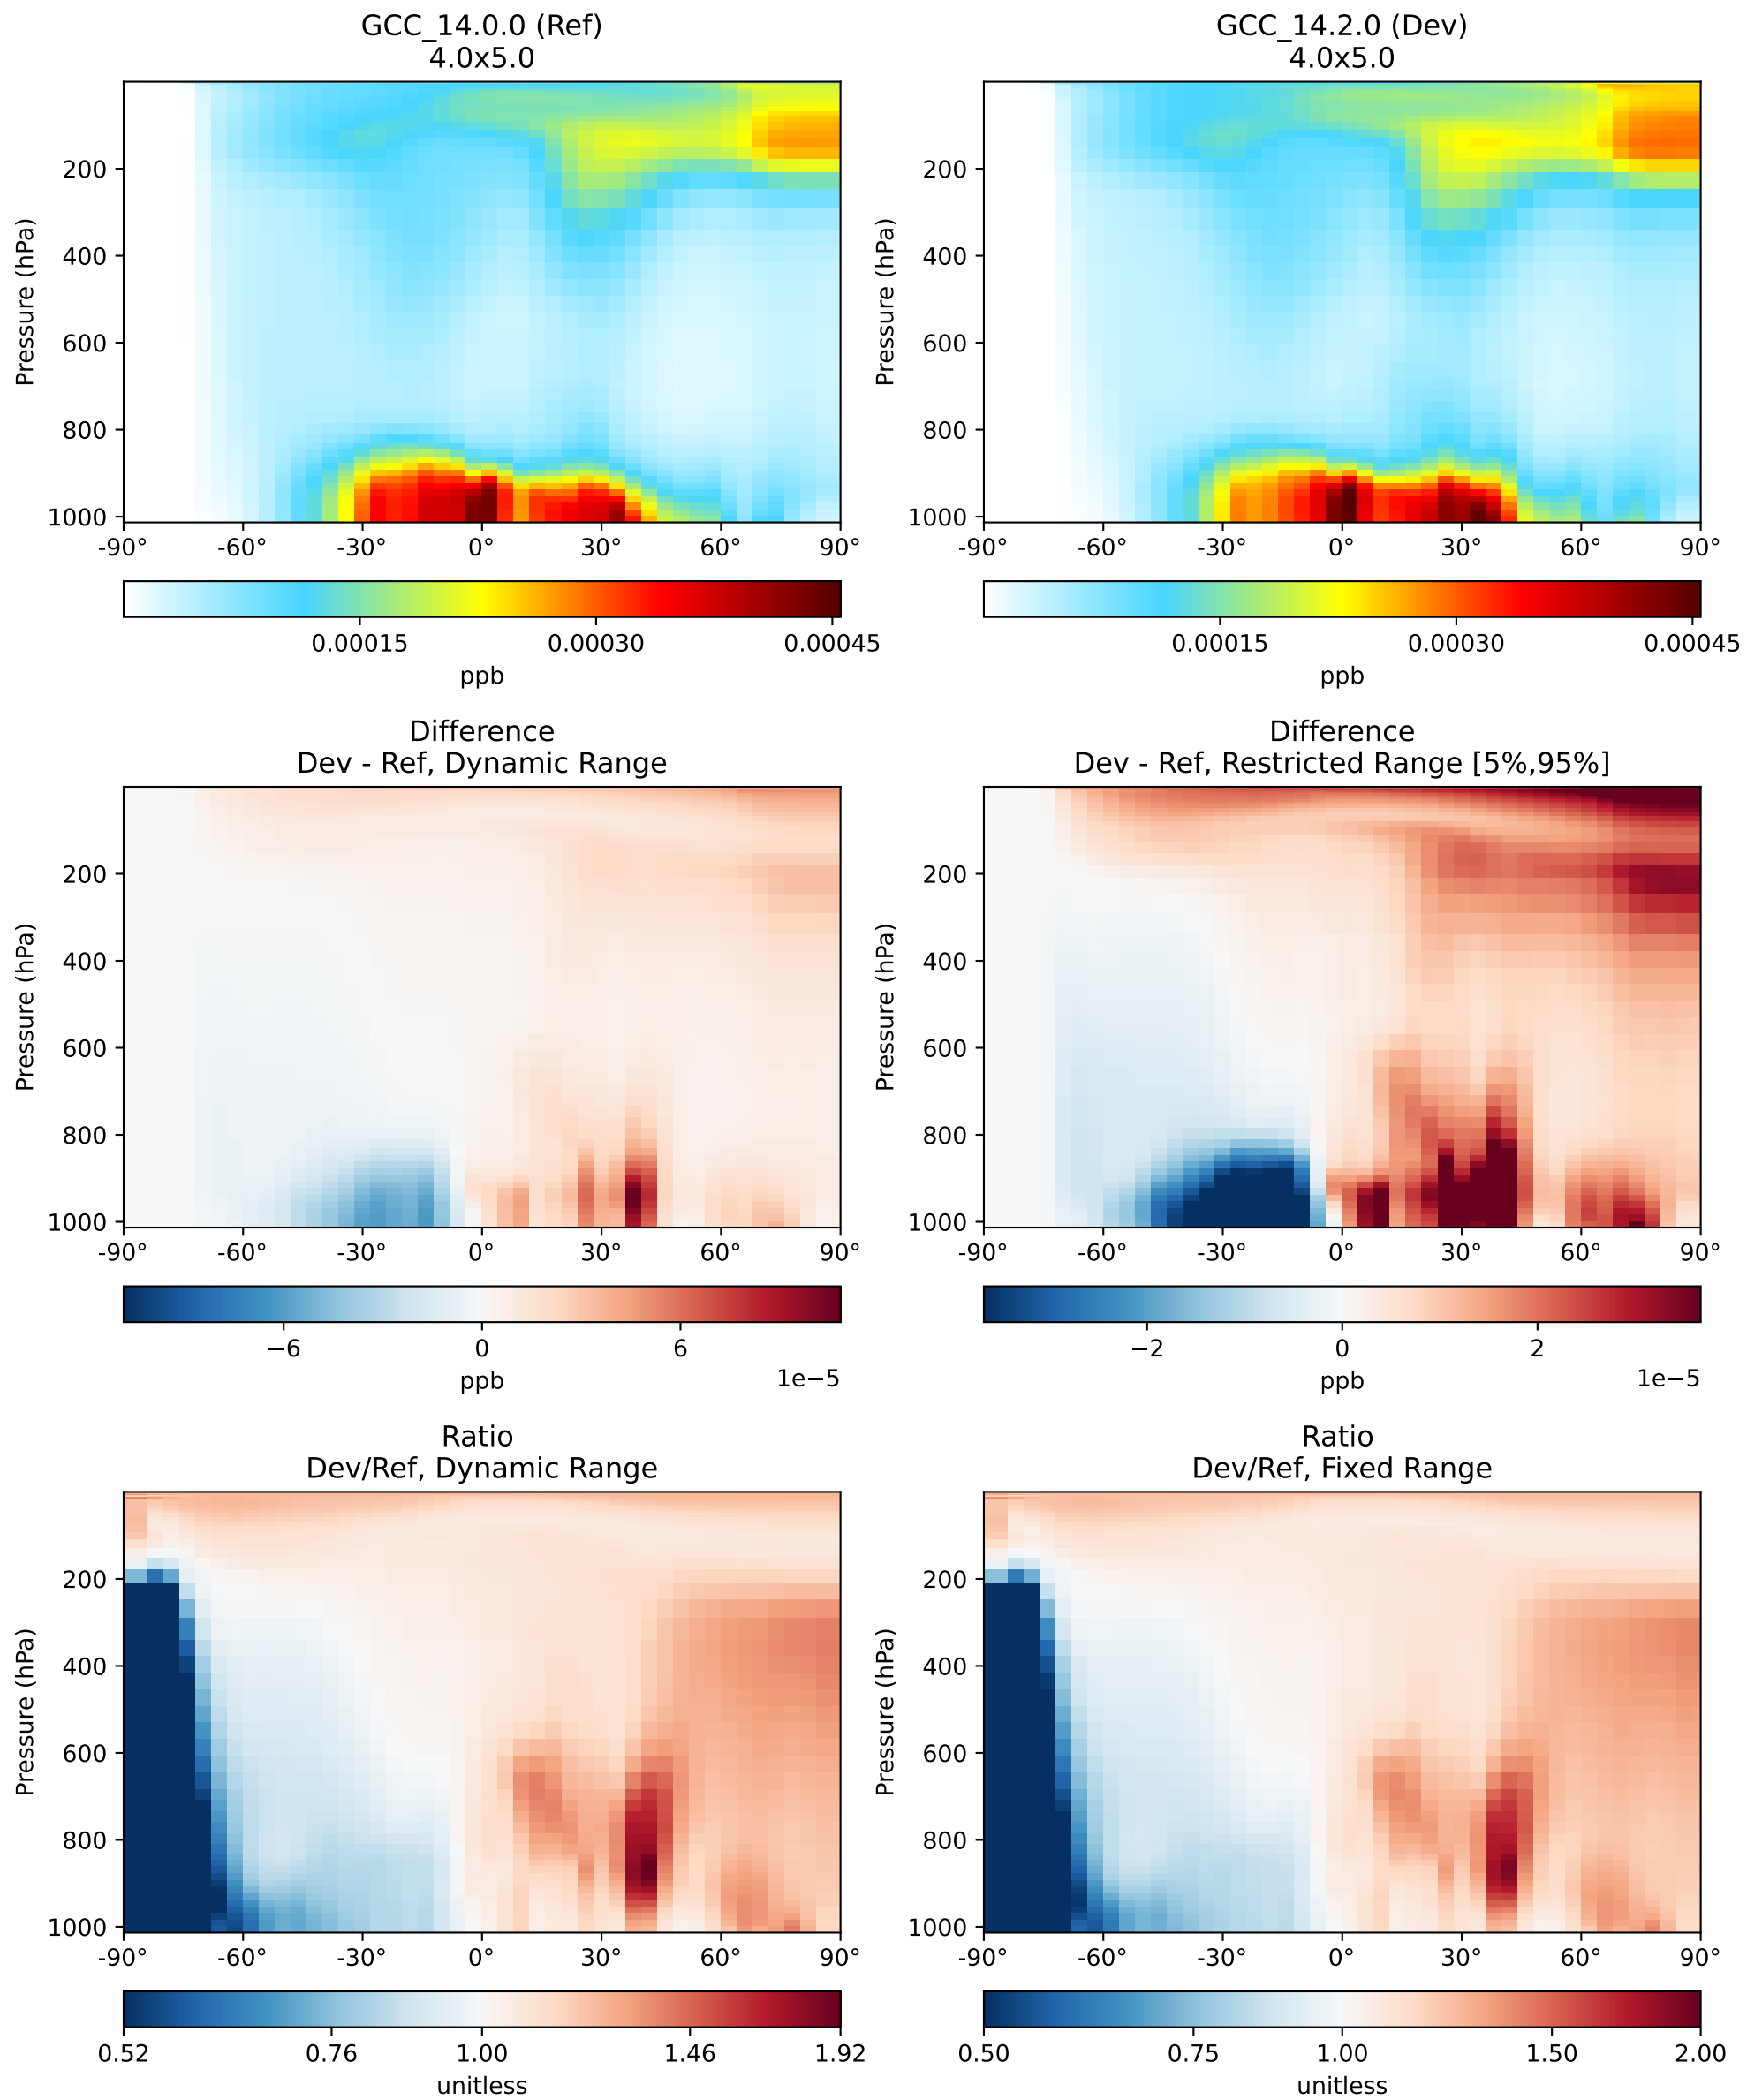 GCC_14.0.0 (Ref)
4.0x5.0
Pressure (hPa)
200
400
600
800
1000
-90° -60° -30° 0° 30° 60° 90°
0.00015 0.00030 0.00045
ppb
GCC_14.2.0 (Dev)
4.0x5.0
Pressure (hPa)
200
400
600
800
1000
-90° -60° -30° 0° 30° 60° 90°
0.00015 0.00030 0.00045
ppb
Difference
Dev - Ref, Dynamic Range
Pressure (hPa)
200
400
600
800
1000
-90° -60° -30° 0° 30° 60° 90°
−6 0 6
ppb 1e−5
Difference
Dev - Ref, Restricted Range [5%,95%]
Pressure (hPa)
200
400
600
800
1000
-90° -60° -30° 0° 30° 60° 90°
−2 0 2
ppb 1e−5
Ratio
Dev/Ref, Dynamic Range
Pressure (hPa)
200
400
600
800
1000
-90° -60° -30° 0° 30° 60° 90°
0.52 0.76 1.00 1.46 1.92
unitless
Ratio
Dev/Ref, Fixed Range
Pressure (hPa)
200
400
600
800
1000
-90° -60° -30° 0° 30° 60° 90°
0.50 0.75 1.00 1.50 2.00
unitless